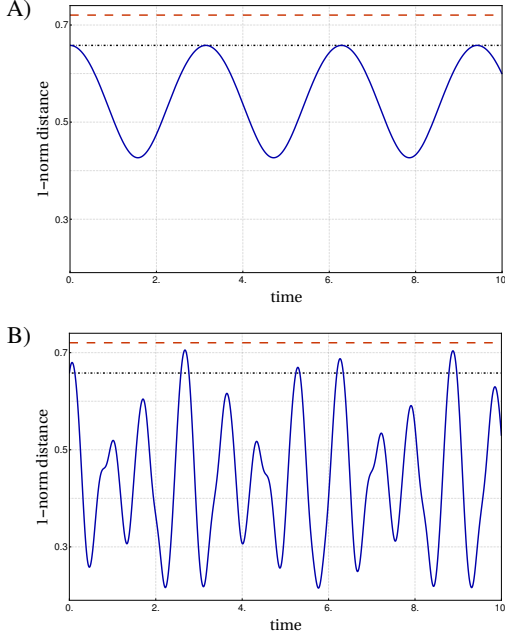 A)
0.7
0.5
0.3
1-norm distance
0. 2. 4. 6. 8. 10
time
B)
0.7
0.5
0.3
1-norm distance
0. 2. 4. 6. 8. 10
time